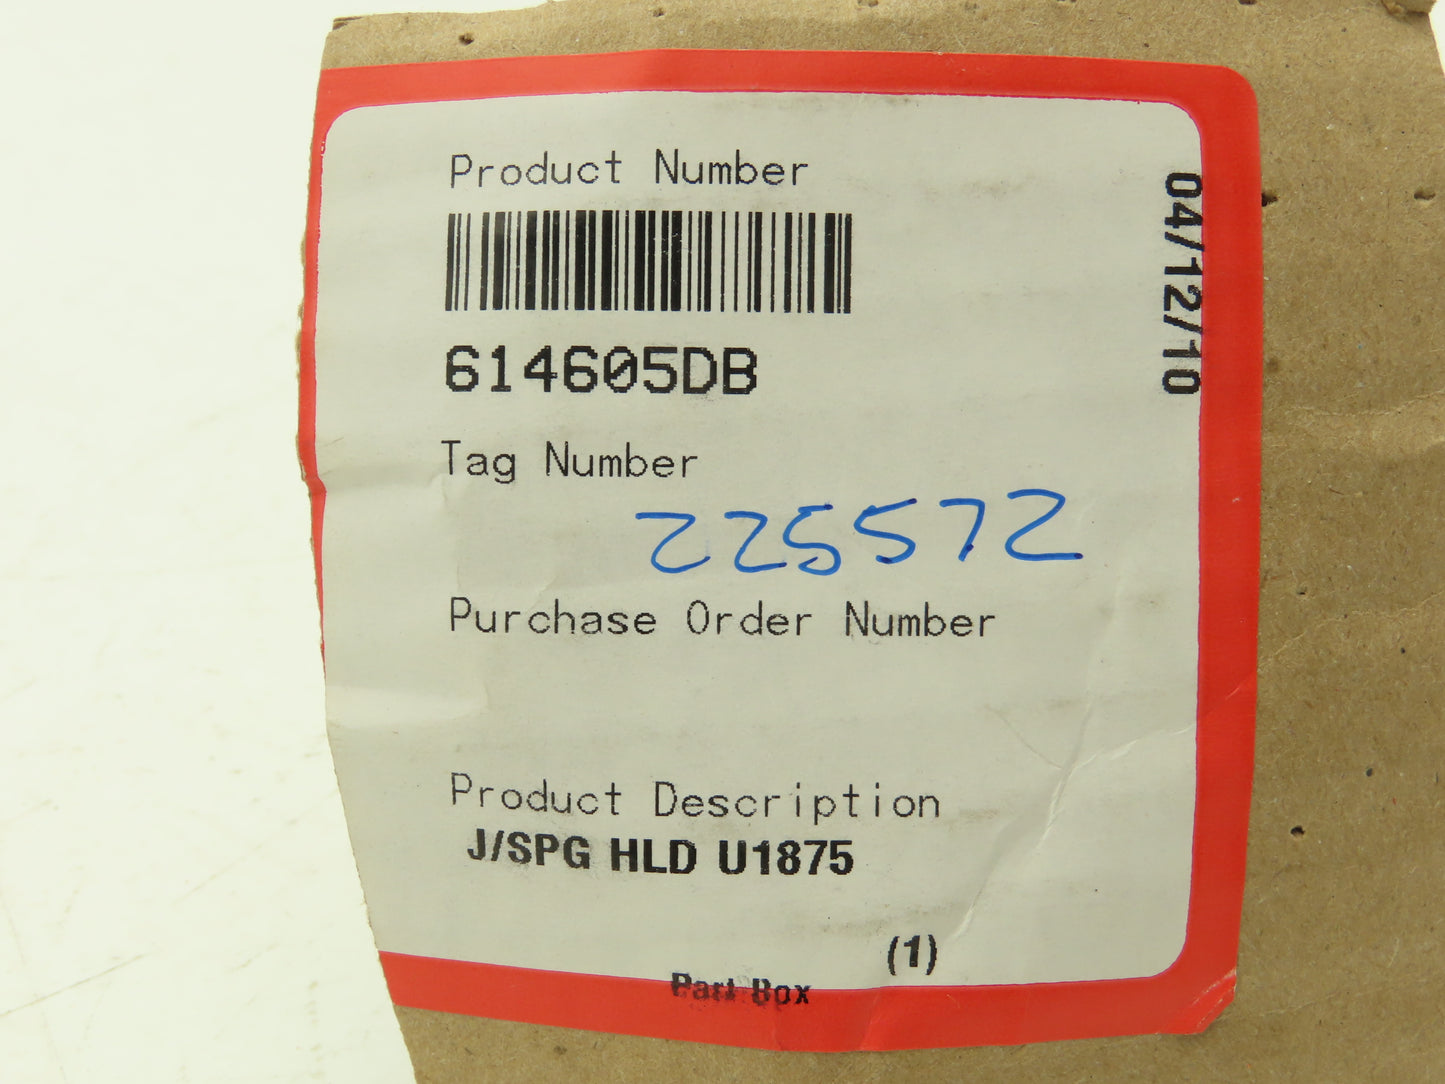 Product Number
614605DB
Tag Number
225572
Purchase Order Number
Product Description
J/SPG HLD U1875
(1)
Part Box
04/12/10